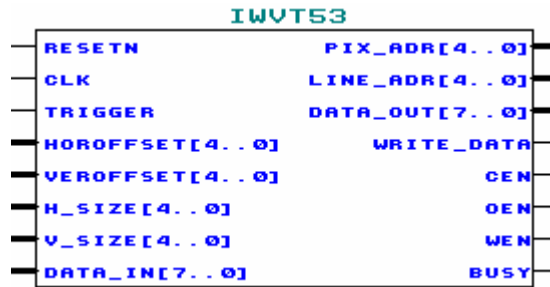 IWVT53
RESETN PIX_ADR[4..0]
CLK LINE_ADR[4..0]
TRIGGER DATA_OUT[7..0]
HOROFFSET[4..0] WRITE_DATA
VEROFFSET[4..0] CEN
H_SIZE[4..0] OEN
V_SIZE[4..0] WEN
DATA_IN[7..0] BUSY